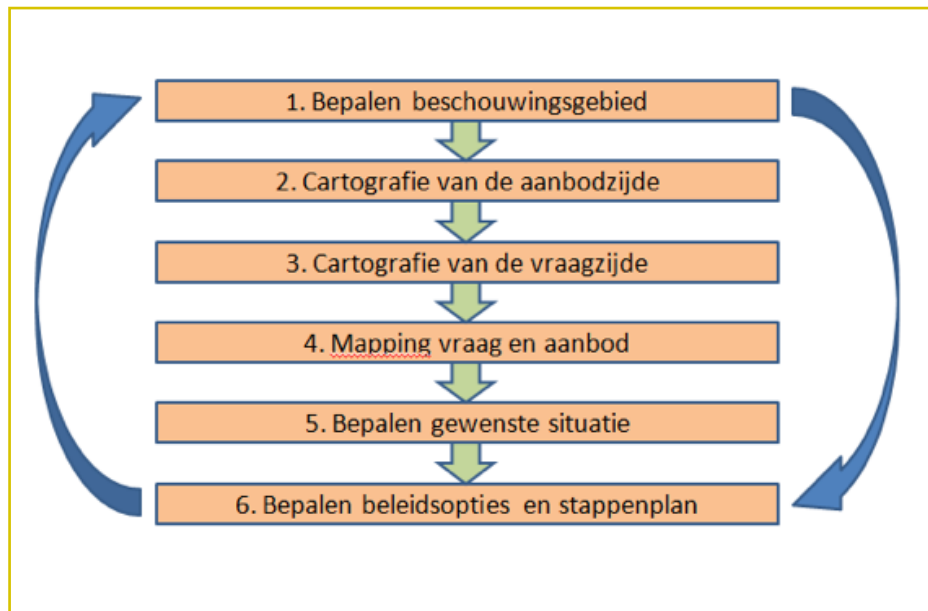 1. Bepalen beschouwingsgebied
2. Cartografie van de aanbodzijde
3. Cartografie van de vraagzijde
4. Mapping vraag en aanbod
5. Bepalen gewenste situatie
6. Bepalen beleidsopties en stappenplan